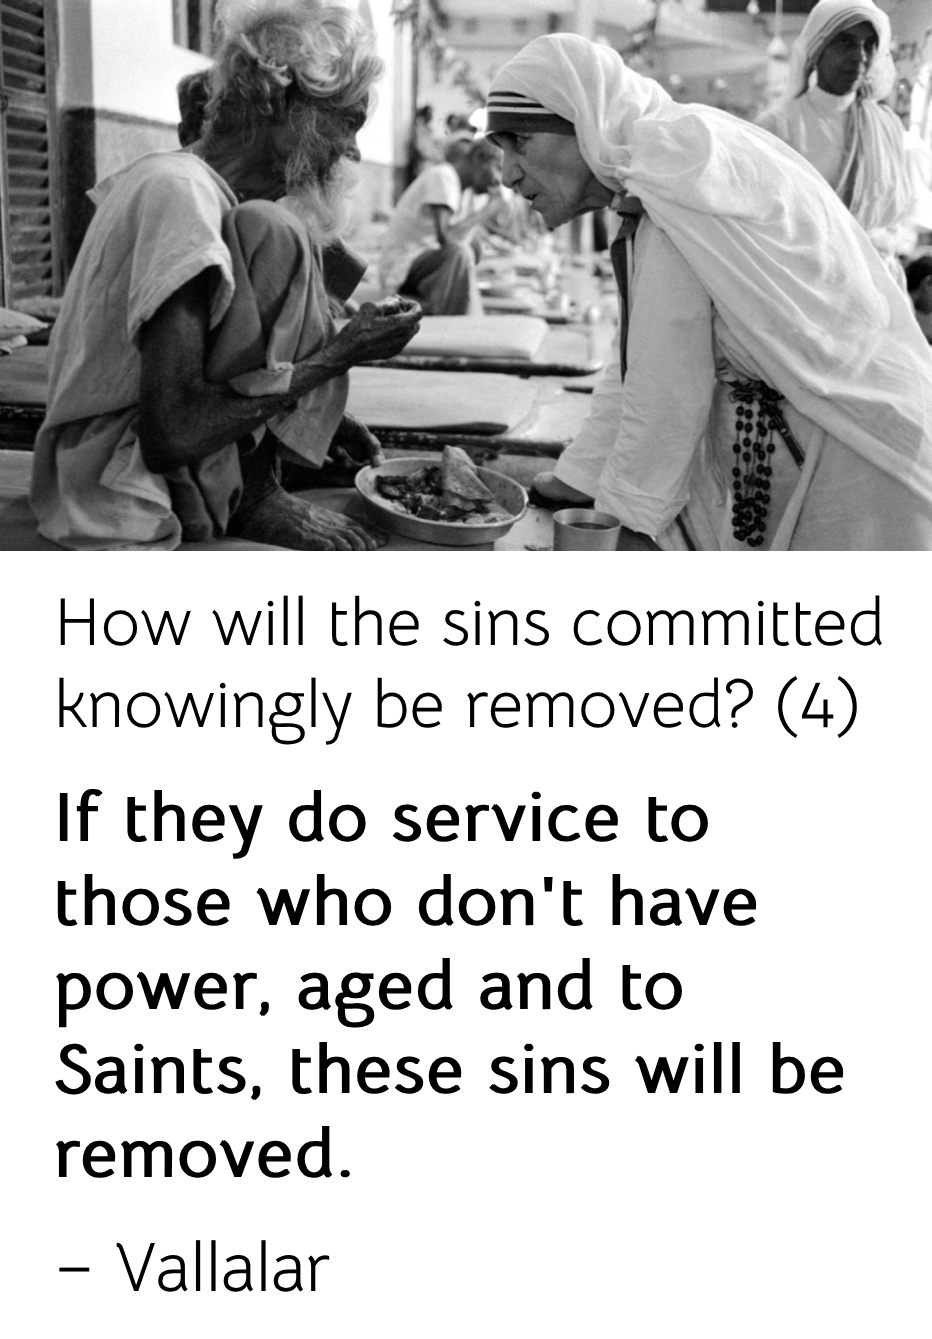 How will the sins committed
knowingly be removed? (4)
If they do service to
those who don't have
power, aged and to
Saints, these sins will be
removed.
– Vallalar